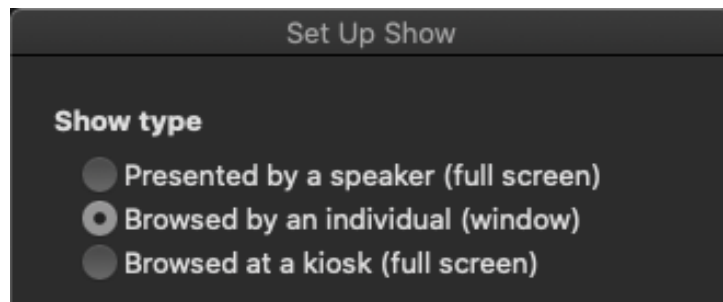 Set Up Show
Show type
Presented by a speaker (full screen)
Browsed by an individual (window)
Browsed at a kiosk (full screen)